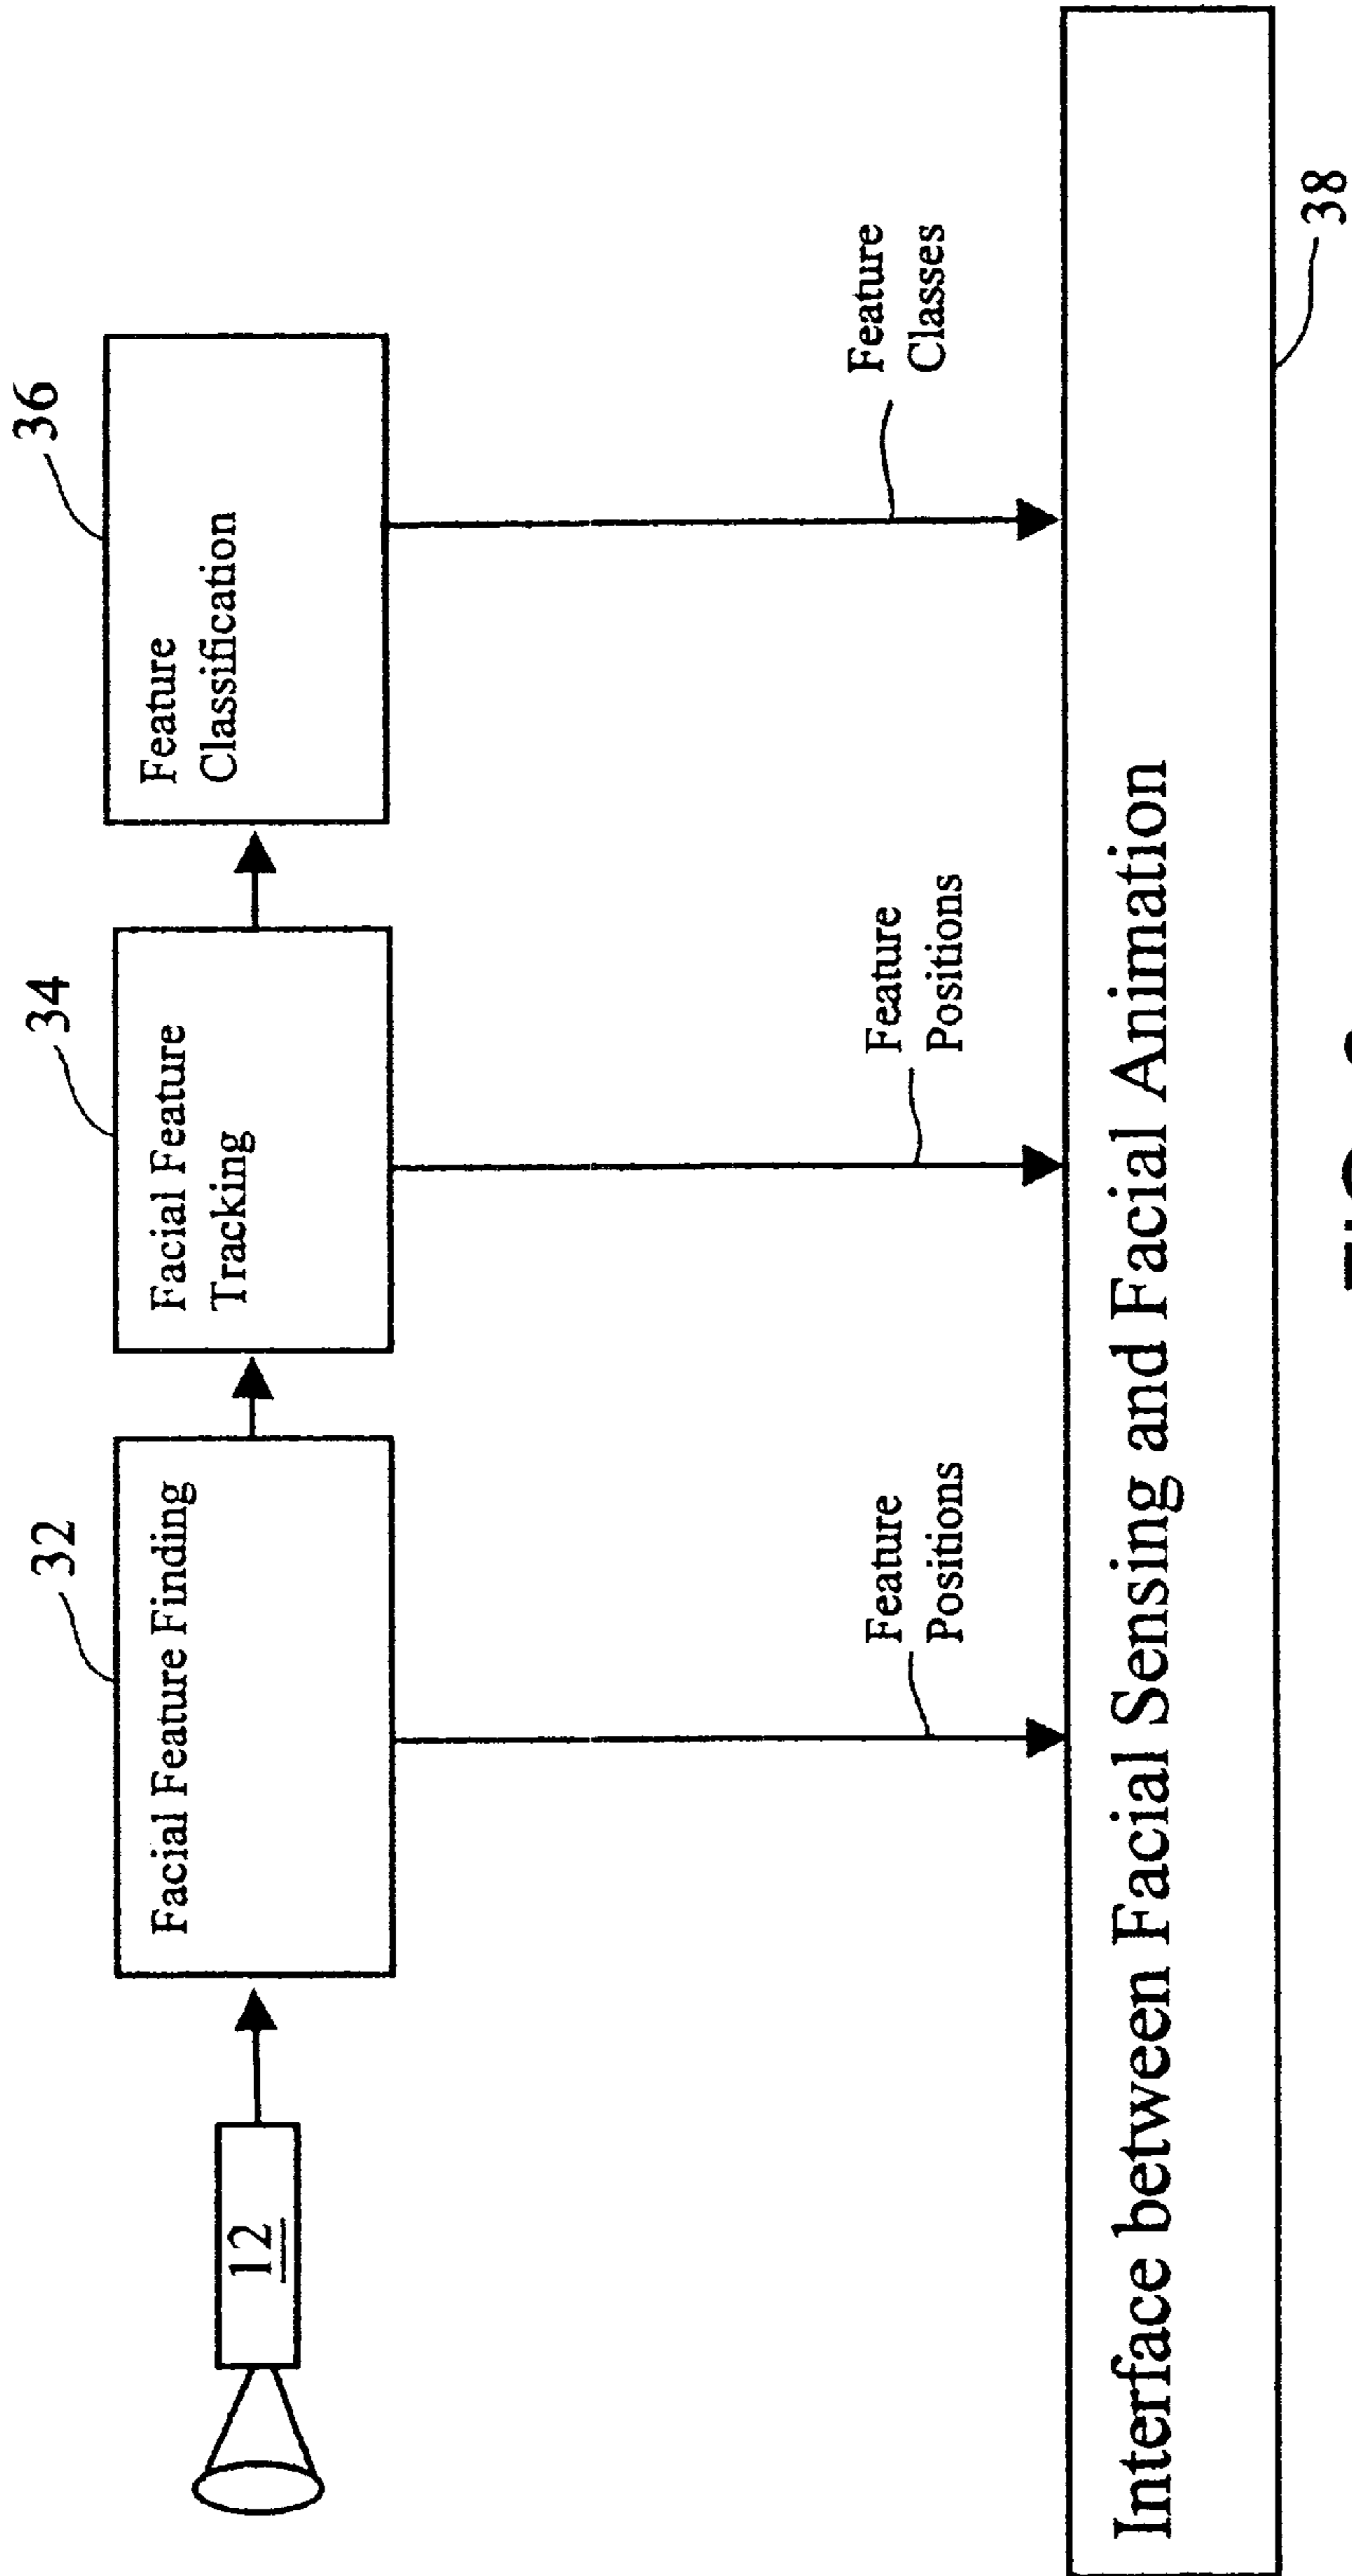 32
34
36
12
Facial Feature Finding
Facial Feature
Tracking
Feature
Classification
Feature
Positions
Feature
Positions
Feature
Classes
Interface between Facial Sensing and Facial Animation
38